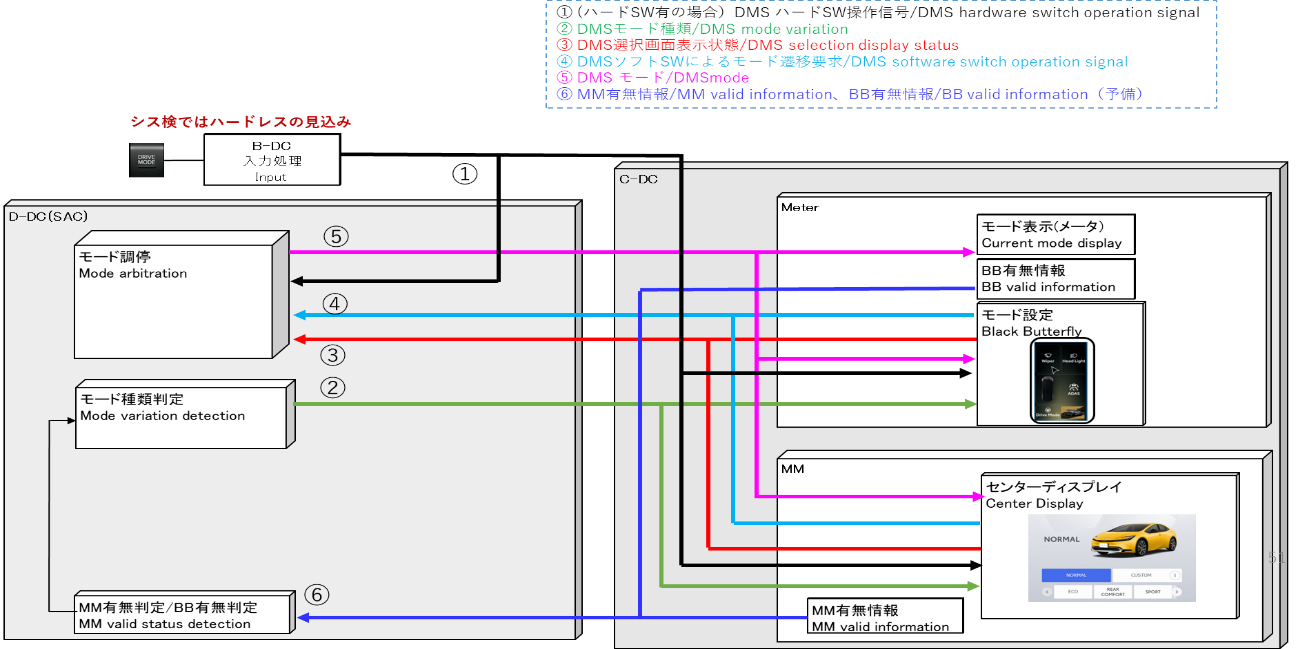 ① (ハードSW有の場合）DMS ハードSW操作信号/DMS hardware switch operation signal
② DMSモード種類/DMS mode variation
③ DMS選択画面表示状態/DMS selection display status
④ DMSソフトSWによるモード遷移要求/DMS software switch operation signal
⑤ DMS モード/DMSmode
⑥ MM有無情報/MM valid information、BB有無情報/BB valid information（予備）
シス検ではハードレスの見込み
DRIVE
MODE
B-DC
入力処理
Input
①
C-DC
D-DC(SAC)
Meter
モード調停
Mode arbitration
⑤
モード表示(メータ)
Current mode display
BB有無情報
BB valid information
④
モード設定
Black Butterfly
Wiper
Head Light
ADAS
Drive Mode
③
②
モード種類判定
Mode variation detection
MM
センターディスプレイ
Center Display
NORMAL
NORMAL
CUSTOM
ECO
REAR
COMFORT
SPORT
51
⑥
MM有無判定/BB有無判定
MM valid status detection
MM有無情報
MM valid information